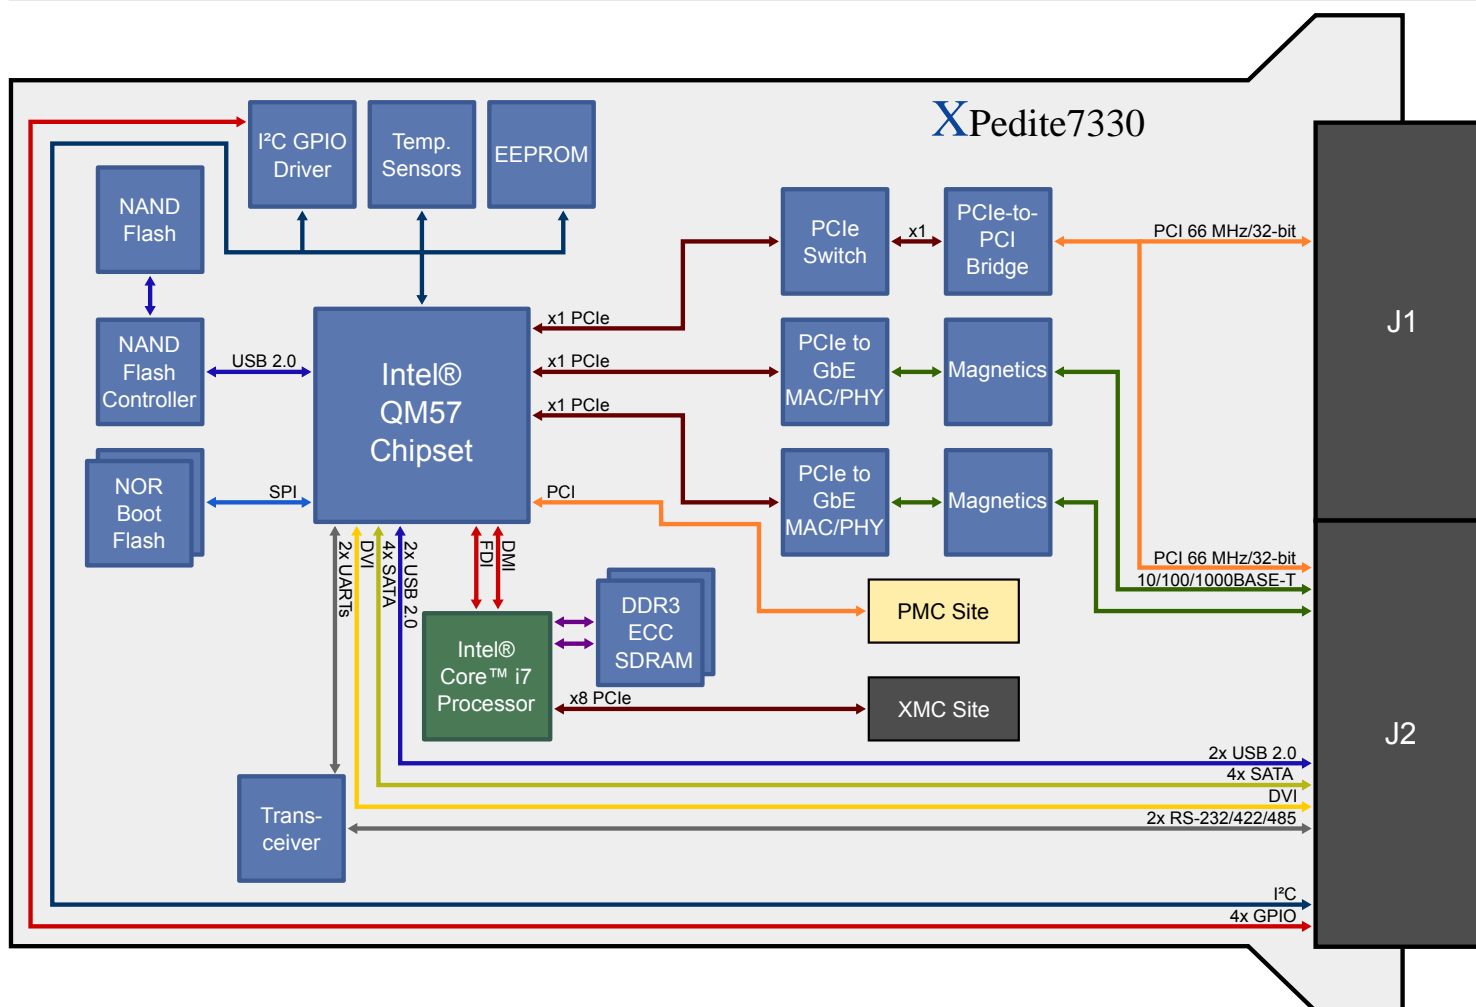 XPedite7330
I²C GPIO
Driver
Temp.
Sensors
EEPROM
NAND
Flash
PCIe
Switch
x1
PCIe-to-
PCI
Bridge
PCI 66 MHz/32-bit
J1
NAND
Flash
Controller
USB 2.0
Intel®
QM57
Chipset
x1 PCIe
x1 PCIe
x1 PCIe
PCIe to
GbE
MAC/PHY
Magnetics
NOR
Boot
Flash
SPI
PCI
PCIe to
GbE
MAC/PHY
Magnetics
2x UARTs
DVI
4x SATA
2x USB 2.0
FDI
DMI
PCI 66 MHz/32-bit
10/100/1000BASE-T
DDR3
ECC
SDRAM
PMC Site
Intel®
Core™ i7
Processor
x8 PCIe
XMC Site
J2
2x USB 2.0
4x SATA
DVI
2x RS-232/422/485
Trans-
ceiver
I²C
4x GPIO